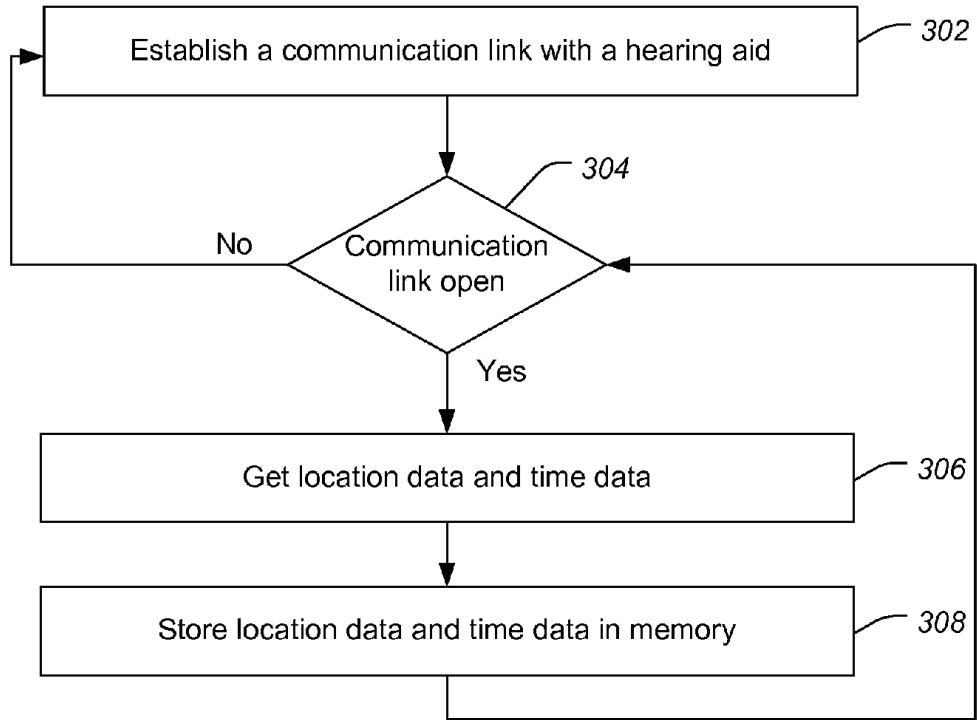 Establish a communication link with a hearing aid
302
304
Communication
link open
No
Yes
Get location data and time data
306
Store location data and time data in memory
308